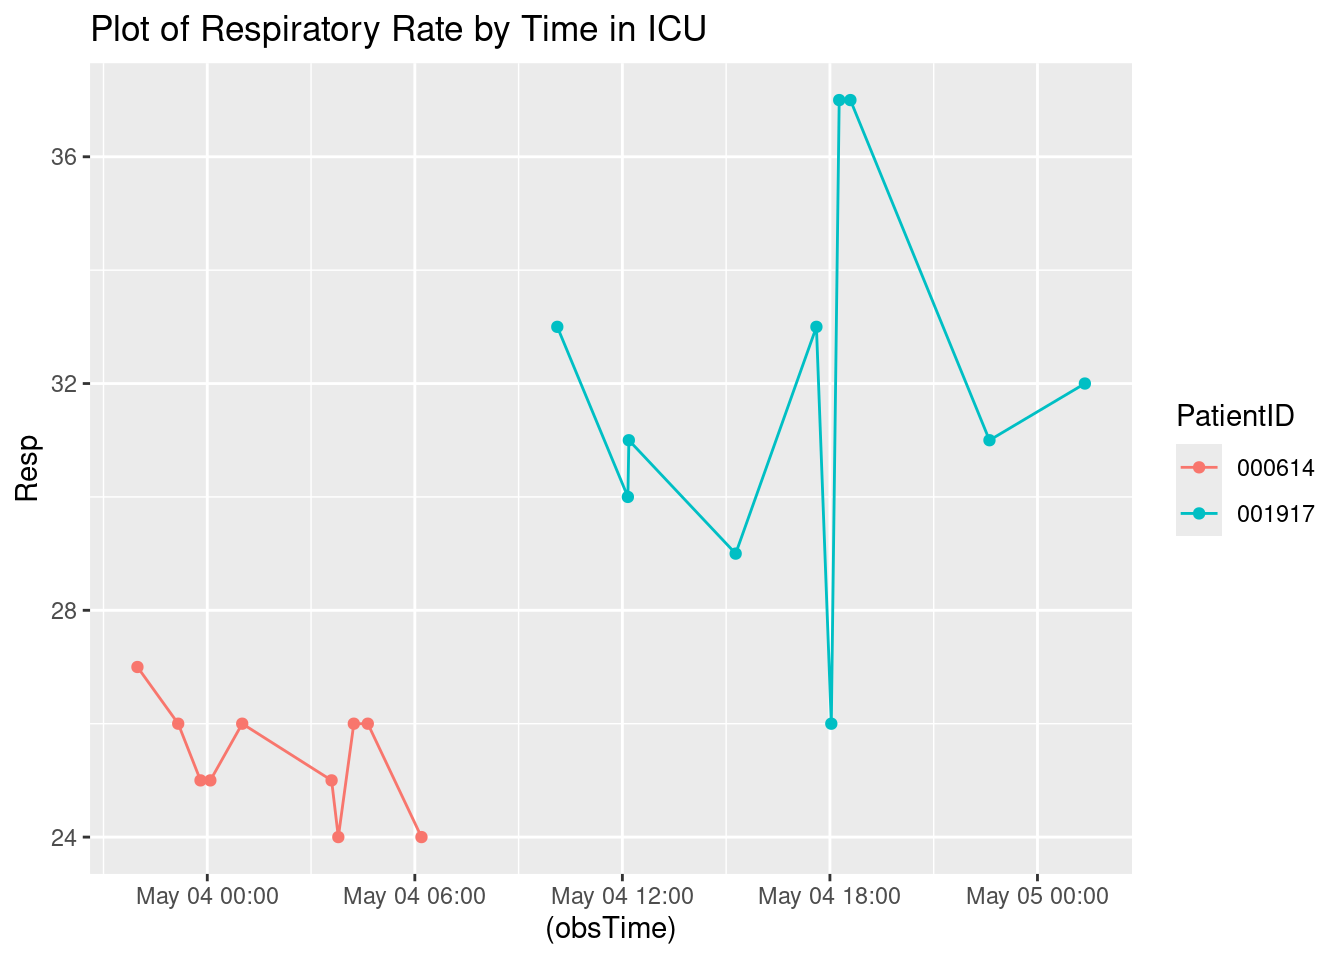 Plot of Respiratory Rate by Time in ICU
36
32
28
24
Resp
May 04 00:00
May 04 06:00
May 04 12:00
May 04 18:00
May 05 00:00
(obsTime)
PatientID
000614
001917